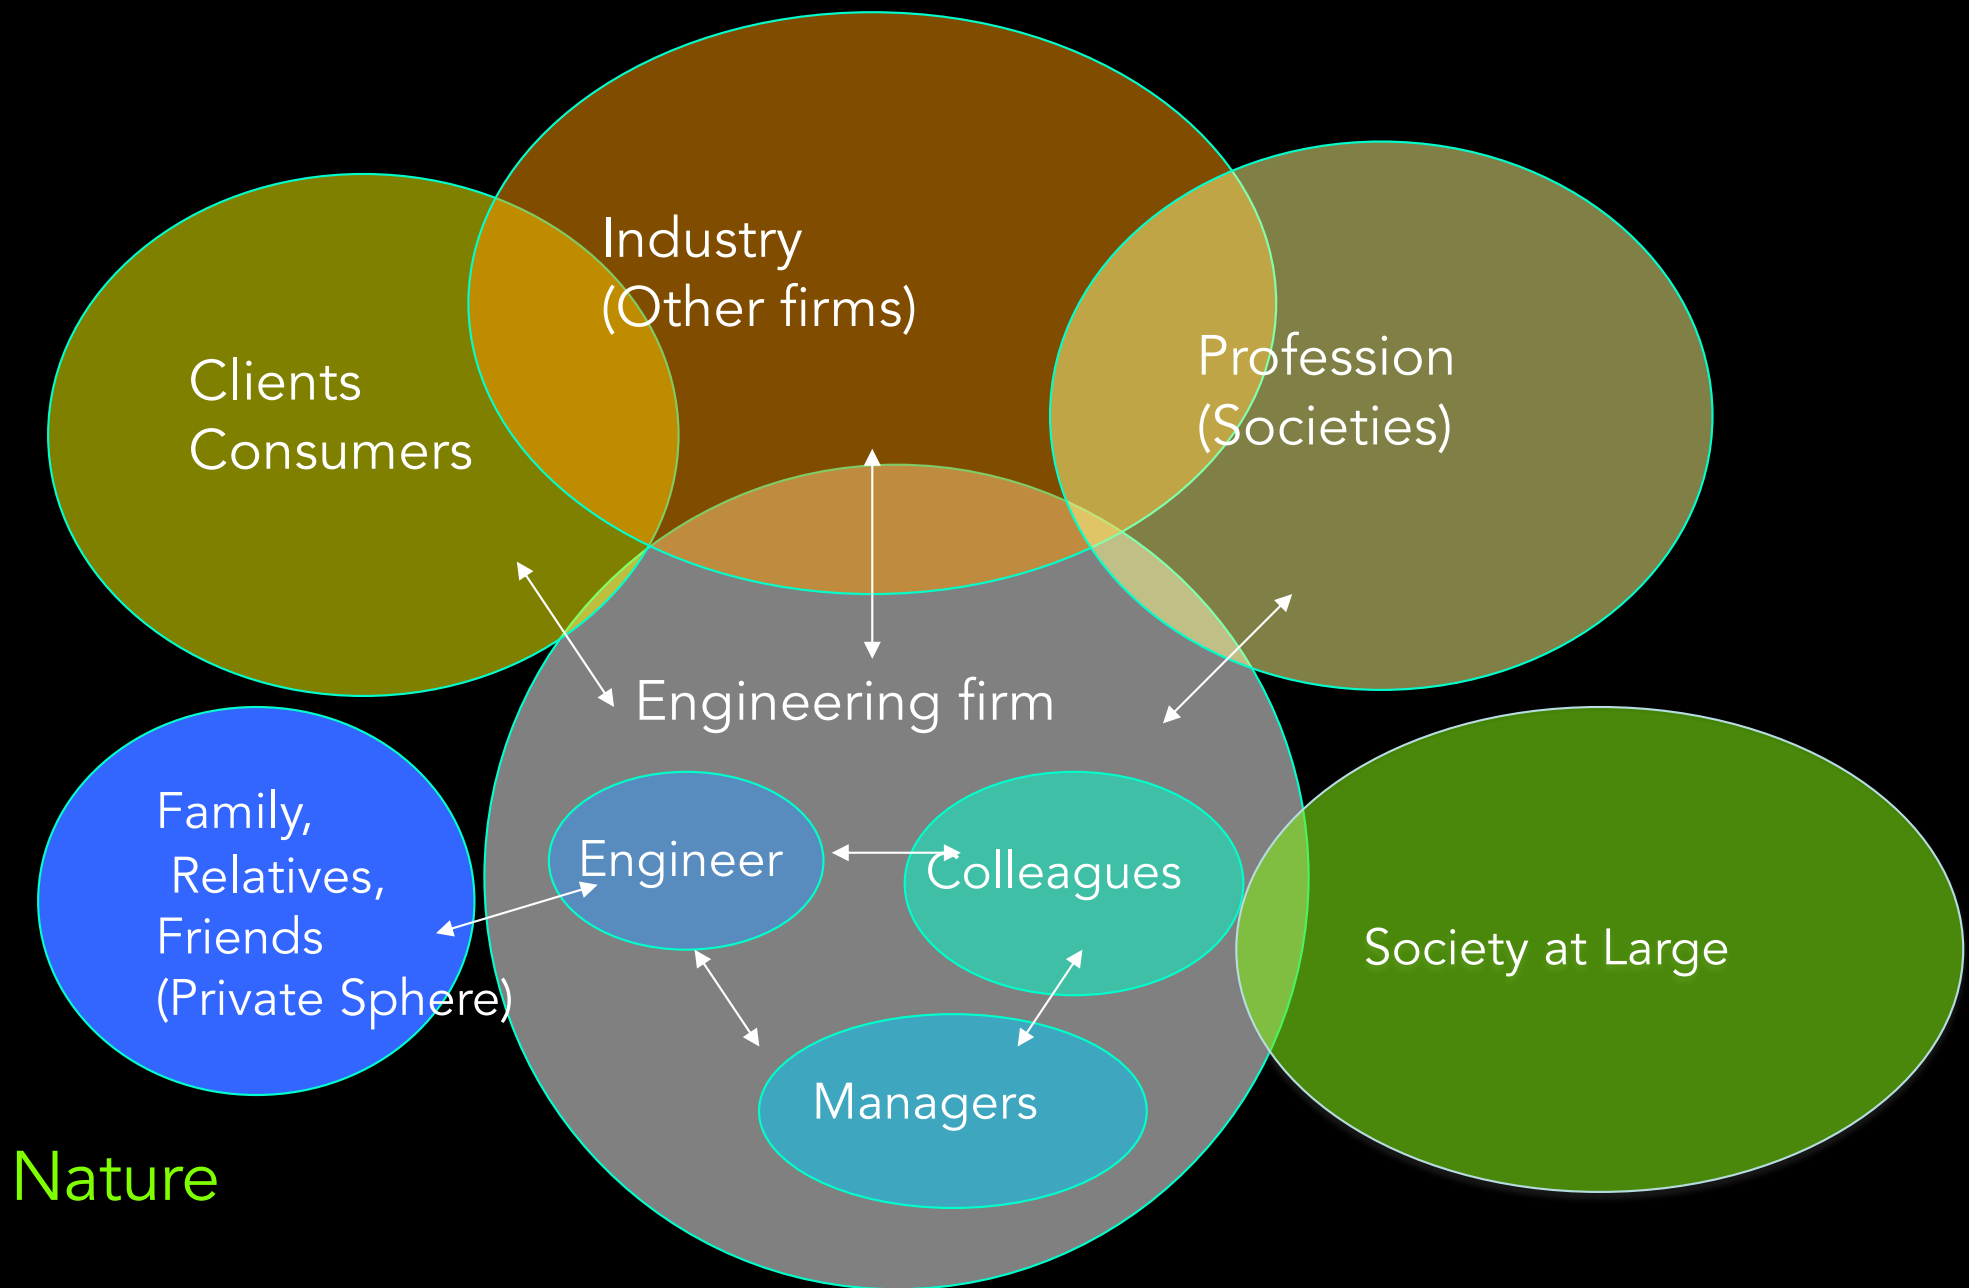 Industry
(Other firms)
Profession
(Societies)
Clients
Consumers
Engineering firm
Family,
Relatives,
Friends
(Private Sphere)
Engineer
Colleagues
Society at Large
Managers
Nature